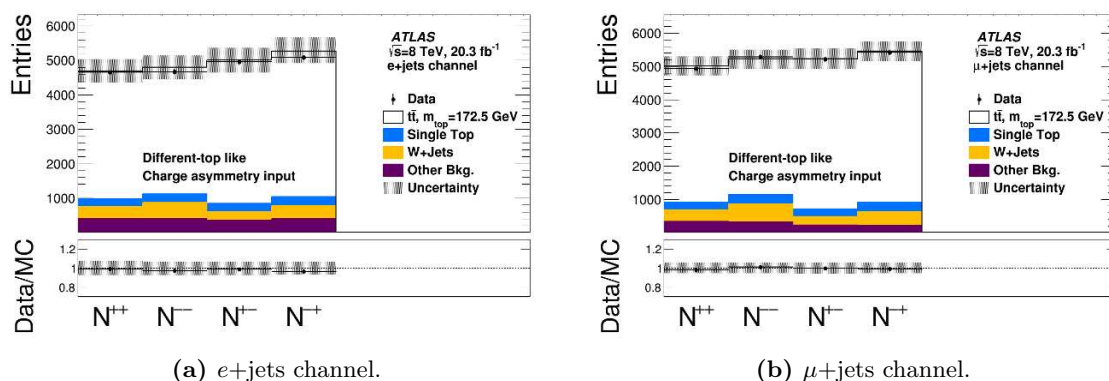 Entries
6000
5000
4000
3000
2000
1000
ATLAS
√s=8 TeV, 20.3 fb⁻¹
e+jets channel
Data
tt̄, m_top=172.5 GeV
Single Top
W+Jets
Other Bkg.
Uncertainty
Different-top like
Charge asymmetry input
Data/MC
1.2
1
0.8
N⁺⁺ N⁻⁻ N⁺⁻ N⁻⁺
(a) e+jets channel.
Entries
6000
5000
4000
3000
2000
1000
0
ATLAS
√s=8 TeV, 20.3 fb⁻¹
μ+jets channel
Data
tt̄, m_top=172.5 GeV
Single Top
W+Jets
Other Bkg.
Uncertainty
Different-top like
Charge asymmetry input
Data/MC
1.2
1
0.8
N⁺⁺ N⁻⁻ N⁺⁻ N⁻⁺
(b) μ+jets channel.